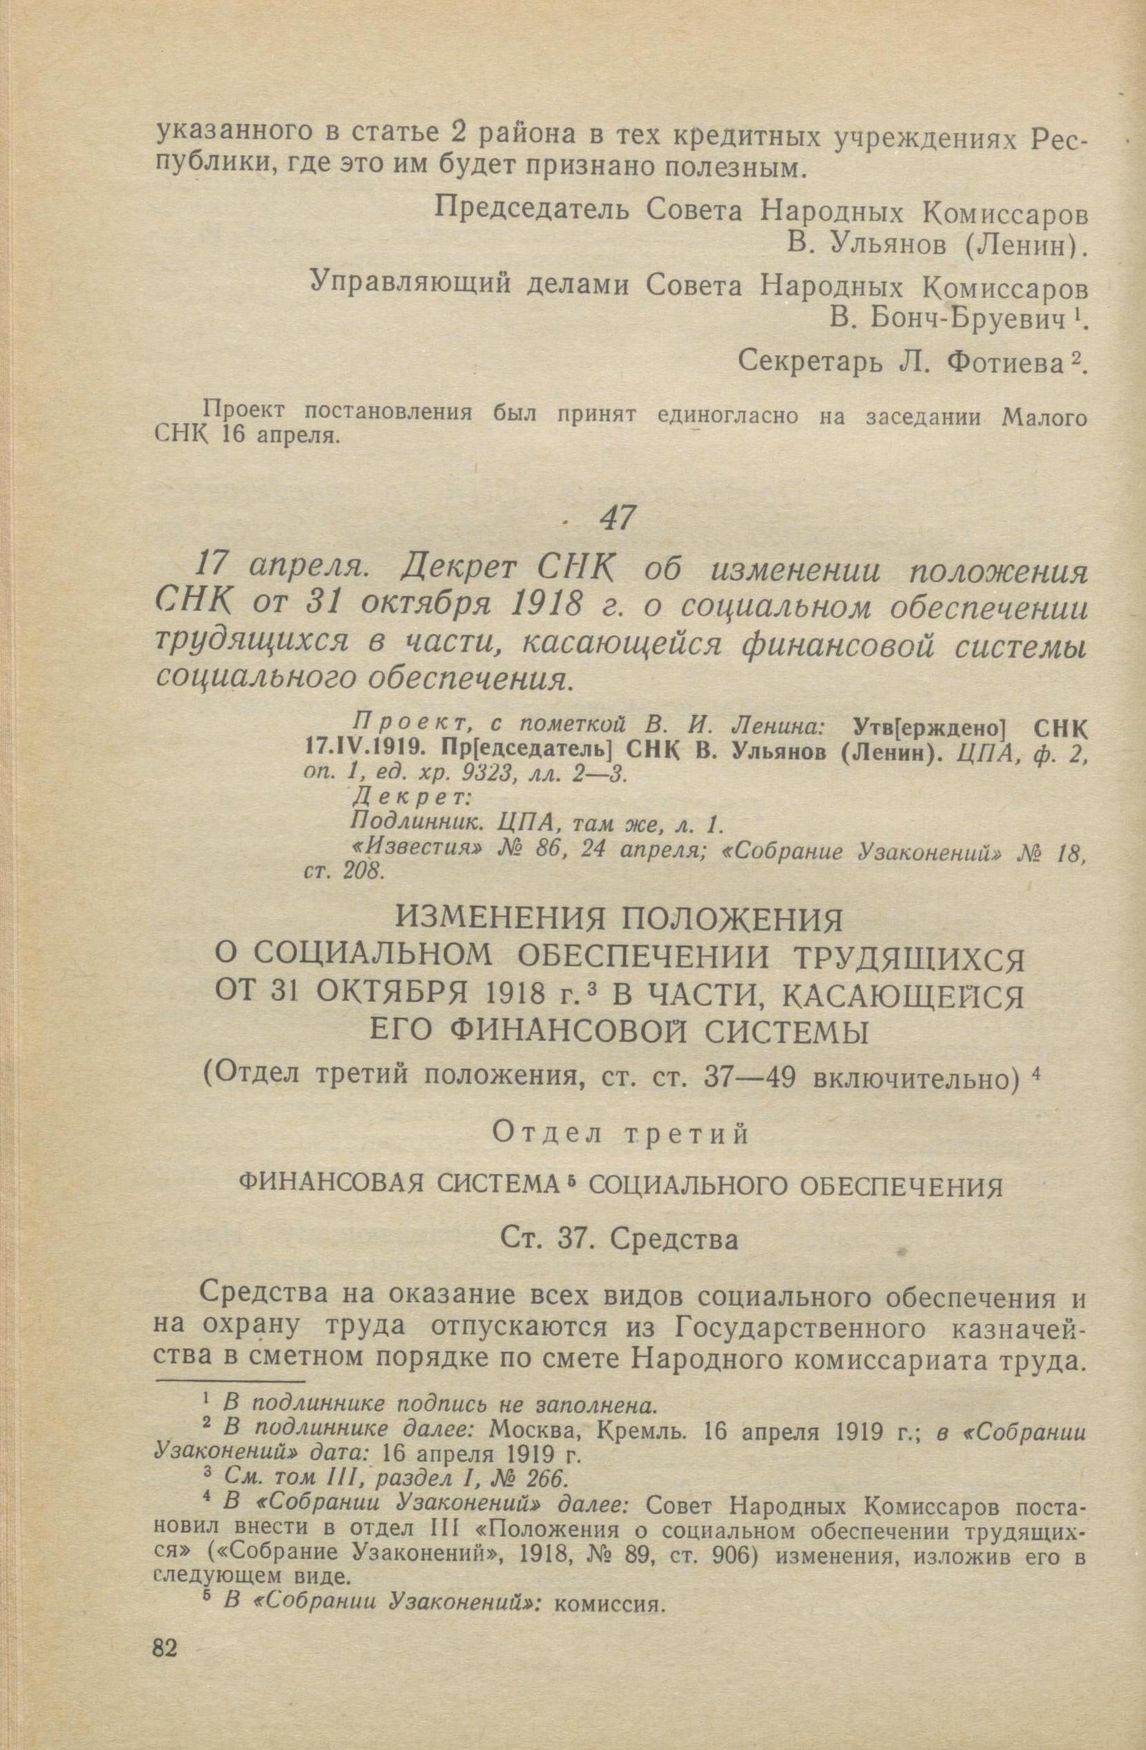 указанного в статье 2 района в тех кредитных учреждениях Рес-
публики, где это им будет признано полезным.
Председатель Совета Народных Комиссаров
В. Ульянов (Ленин).
Управляющий делами Совета Народных Комиссаров
В. Бонч-Бруевич ¹.
Секретарь Л. Фотиева ².
Проект постановления был принят единогласно на заседании Малого
СНК 16 апреля.
47
17 апреля. Декрет СНК об изменении положения
СНК от 31 октября 1918 г. о социальном обеспечении
трудящихся в части, касающейся финансовой системы
социального обеспечения.
Проект, с пометкой В. И. Ленина: Утв[ерждено] СНК
17.IV.1919. Пр[едседатель] СНК В. Ульянов (Ленин). ЦПА, ф. 2,
оп. 1, ед. хр. 9323, лл. 2—3.
Декрет:
Подлинник. ЦПА, там же, л. 1.
«Известия» № 86, 24 апреля; «Собрание Узаконений» № 18,
ст. 208.
ИЗМЕНЕНИЯ ПОЛОЖЕНИЯ
О СОЦИАЛЬНОМ ОБЕСПЕЧЕНИИ ТРУДЯЩИХСЯ
ОТ 31 ОКТЯБРЯ 1918 г. ³ В ЧАСТИ, КАСАЮЩЕЙСЯ
ЕГО ФИНАНСОВОЙ СИСТЕМЫ
(Отдел третий положения, ст. ст. 37—49 включительно) ⁴
Отдел третий
ФИНАНСОВАЯ СИСТЕМА ⁵ СОЦИАЛЬНОГО ОБЕСПЕЧЕНИЯ
Ст. 37. Средства
Средства на оказание всех видов социального обеспечения и
на охрану труда отпускаются из Государственного казначей-
ства в сметном порядке по смете Народного комиссариата труда.
¹ В подлиннике подпись не заполнена.
² В подлиннике далее: Москва, Кремль. 16 апреля 1919 г.; в «Собрании
Узаконений» дата: 16 апреля 1919 г.
³ См. том III, раздел I, № 266.
⁴ В «Собрании Узаконений» далее: Совет Народных Комиссаров поста-
новил внести в отдел III «Положения о социальном обеспечении трудящих-
ся» («Собрание Узаконений», 1918, № 89, ст. 906) изменения, изложив его в
следующем виде.
⁵ В «Собрании Узаконений»: комиссия.
82